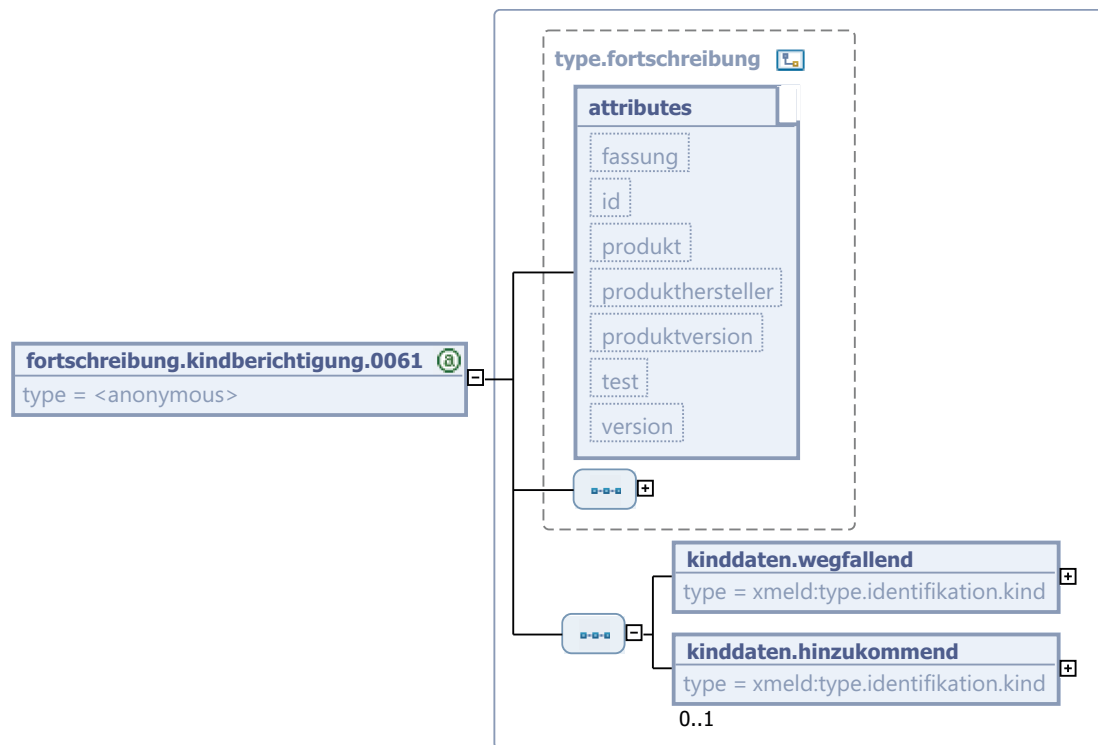 type.fortschreibung
attributes
fassung
id
produkt
produkthersteller
produktversion
test
version
fortschreibung.kindberichtigung.0061
type = <anonymous>
kinddaten.wegfallend
type = xmeld:type.identifikation.kind
kinddaten.hinzukommend
type = xmeld:type.identifikation.kind
0..1